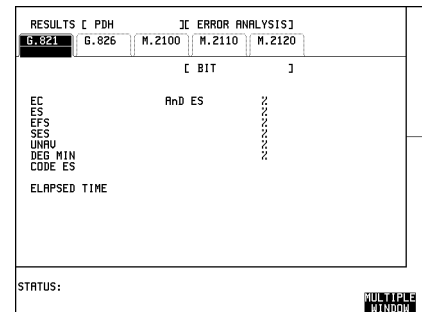 RESULTS [ PDH ][ ERROR ANALYSIS]
G.821 G.826 M.2100 M.2110 M.2120
[ BIT ]
EC AnD ES %
ES %
EFS %
SES %
UNAV %
DEG MIN %
CODE ES
ELAPSED TIME
STATUS:
MULTIPLE
WINDOW